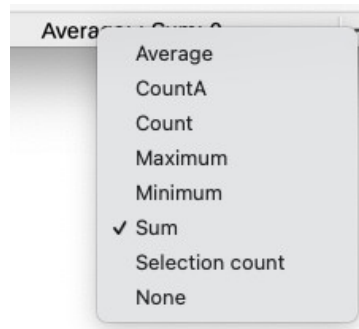 Average
CountA
Count
Maximum
Minimum
✓ Sum
Selection count
None